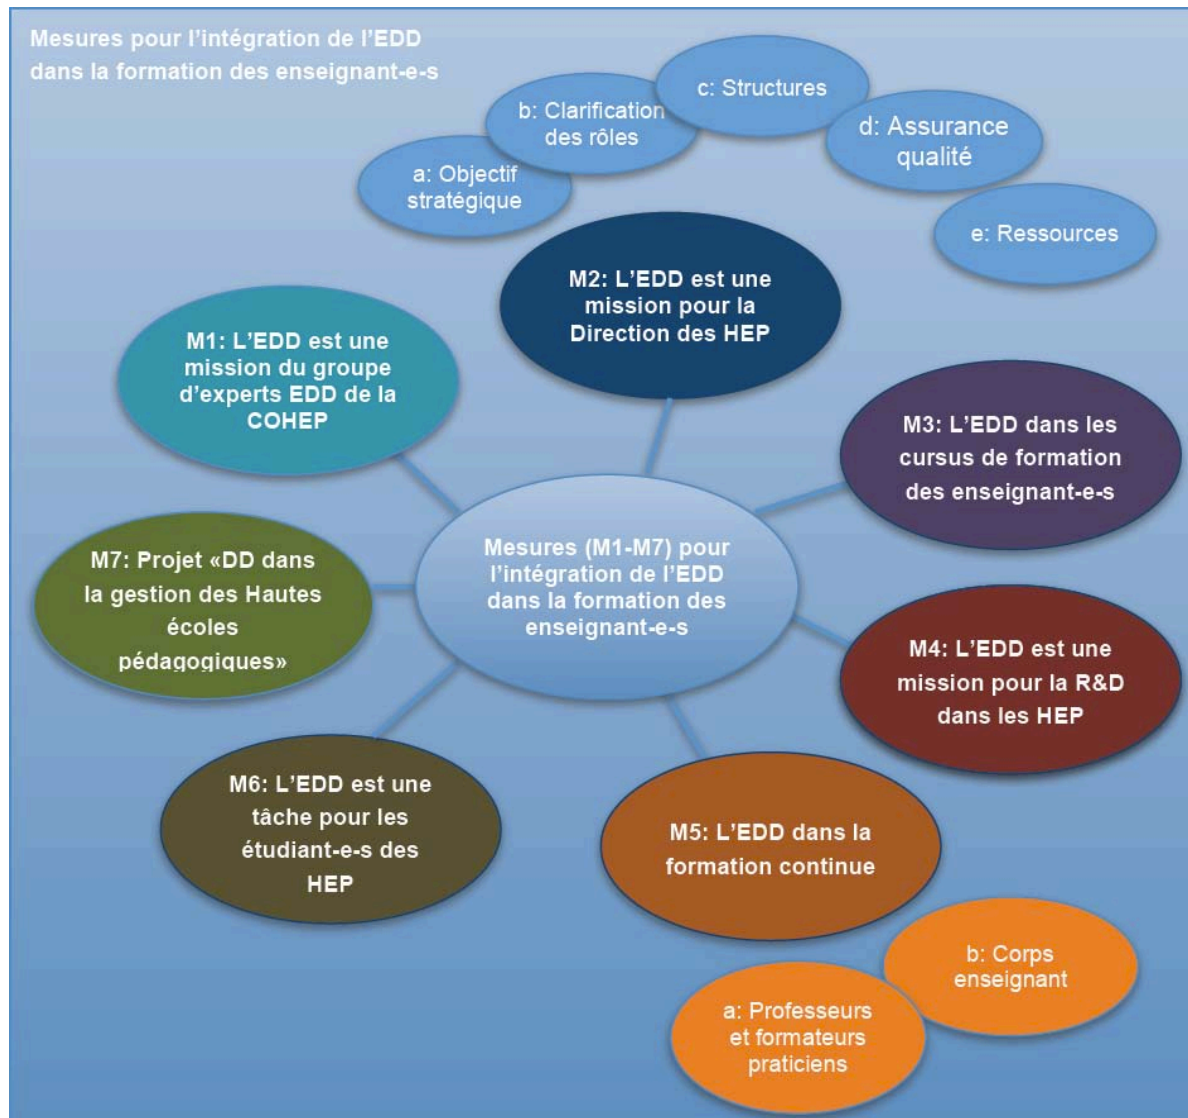 Mesures pour l'intégration de l'EDD
dans la formation des enseignant-e-s
a: Objectif
stratégique
b: Clarification
des rôles
c: Structures
d: Assurance
qualité
e: Ressources
M1: L'EDD est une
mission du groupe
d'experts EDD de la
COHEP
M2: L'EDD est une
mission pour la
Direction des HEP
M3: L'EDD dans les
cursus de formation
des enseignant-e-s
Mesures (M1-M7) pour
l'intégration de l'EDD
dans la formation des
enseignant-e-s
M7: Projet «DD dans
la gestion des Hautes
écoles
pédagogiques»
M4: L'EDD est une
mission pour la R&D
dans les HEP
M6: L'EDD est une
tâche pour les
étudiant-e-s des
HEP
M5: L'EDD dans la
formation continue
a: Professeurs
et formateurs
praticiens
b: Corps
enseignant